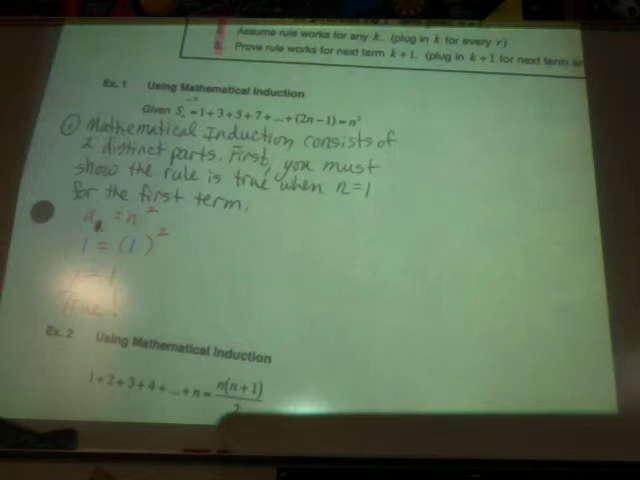 2. Assume rule works for any k. (plug in k for every r)
3. Prove rule works for next term k + 1. (plug in k + 1 for next term
Ex. 1 Using Mathematical Induction
Given Sₙ = 1 + 3 + 5 + 7 + ... + (2n − 1) = n²
① Mathematical Induction consists of
2 distinct parts. First, you must
show the rule is true when n = 1
for the first term.
aₙ = n²
1 = (1)²
1 = 1
True!
Ex. 2 Using Mathematical Induction
1 + 2 + 3 + 4 + ... + n = n(n + 1)
2